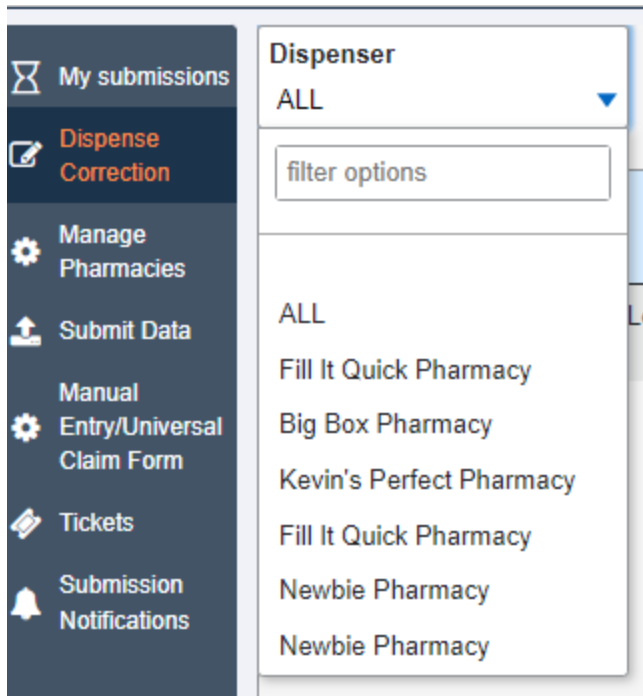 My submissions
Dispense
Correction
Manage
Pharmacies
Submit Data
Manual
Entry/Universal
Claim Form
Tickets
Submission
Notifications
Dispenser
ALL
filter options
ALL
Fill It Quick Pharmacy
Big Box Pharmacy
Kevin's Perfect Pharmacy
Fill It Quick Pharmacy
Newbie Pharmacy
Newbie Pharmacy